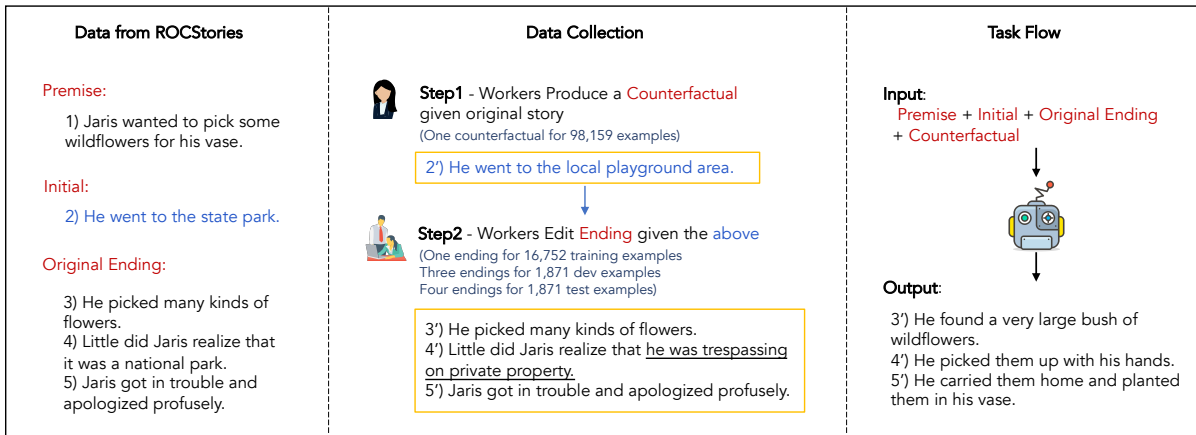 Data from ROCStories
Premise:
1) Jaris wanted to pick some
wildflowers for his vase.
Initial:
2) He went to the state park.
Original Ending:
3) He picked many kinds of
flowers.
4) Little did Jaris realize that
it was a national park.
5) Jaris got in trouble and
apologized profusely.
Data Collection
Step1 - Workers Produce a Counterfactual
given original story
(One counterfactual for 98,159 examples)
2') He went to the local playground area.
Step2 - Workers Edit Ending given the above
(One ending for 16,752 training examples
Three endings for 1,871 dev examples
Four endings for 1,871 test examples)
3') He picked many kinds of flowers.
4') Little did Jaris realize that he was trespassing
on private property.
5') Jaris got in trouble and apologized profusely.
Task Flow
Input:
Premise + Initial + Original Ending
+ Counterfactual
Output:
3') He found a very large bush of
wildflowers.
4') He picked them up with his hands.
5') He carried them home and planted
them in his vase.